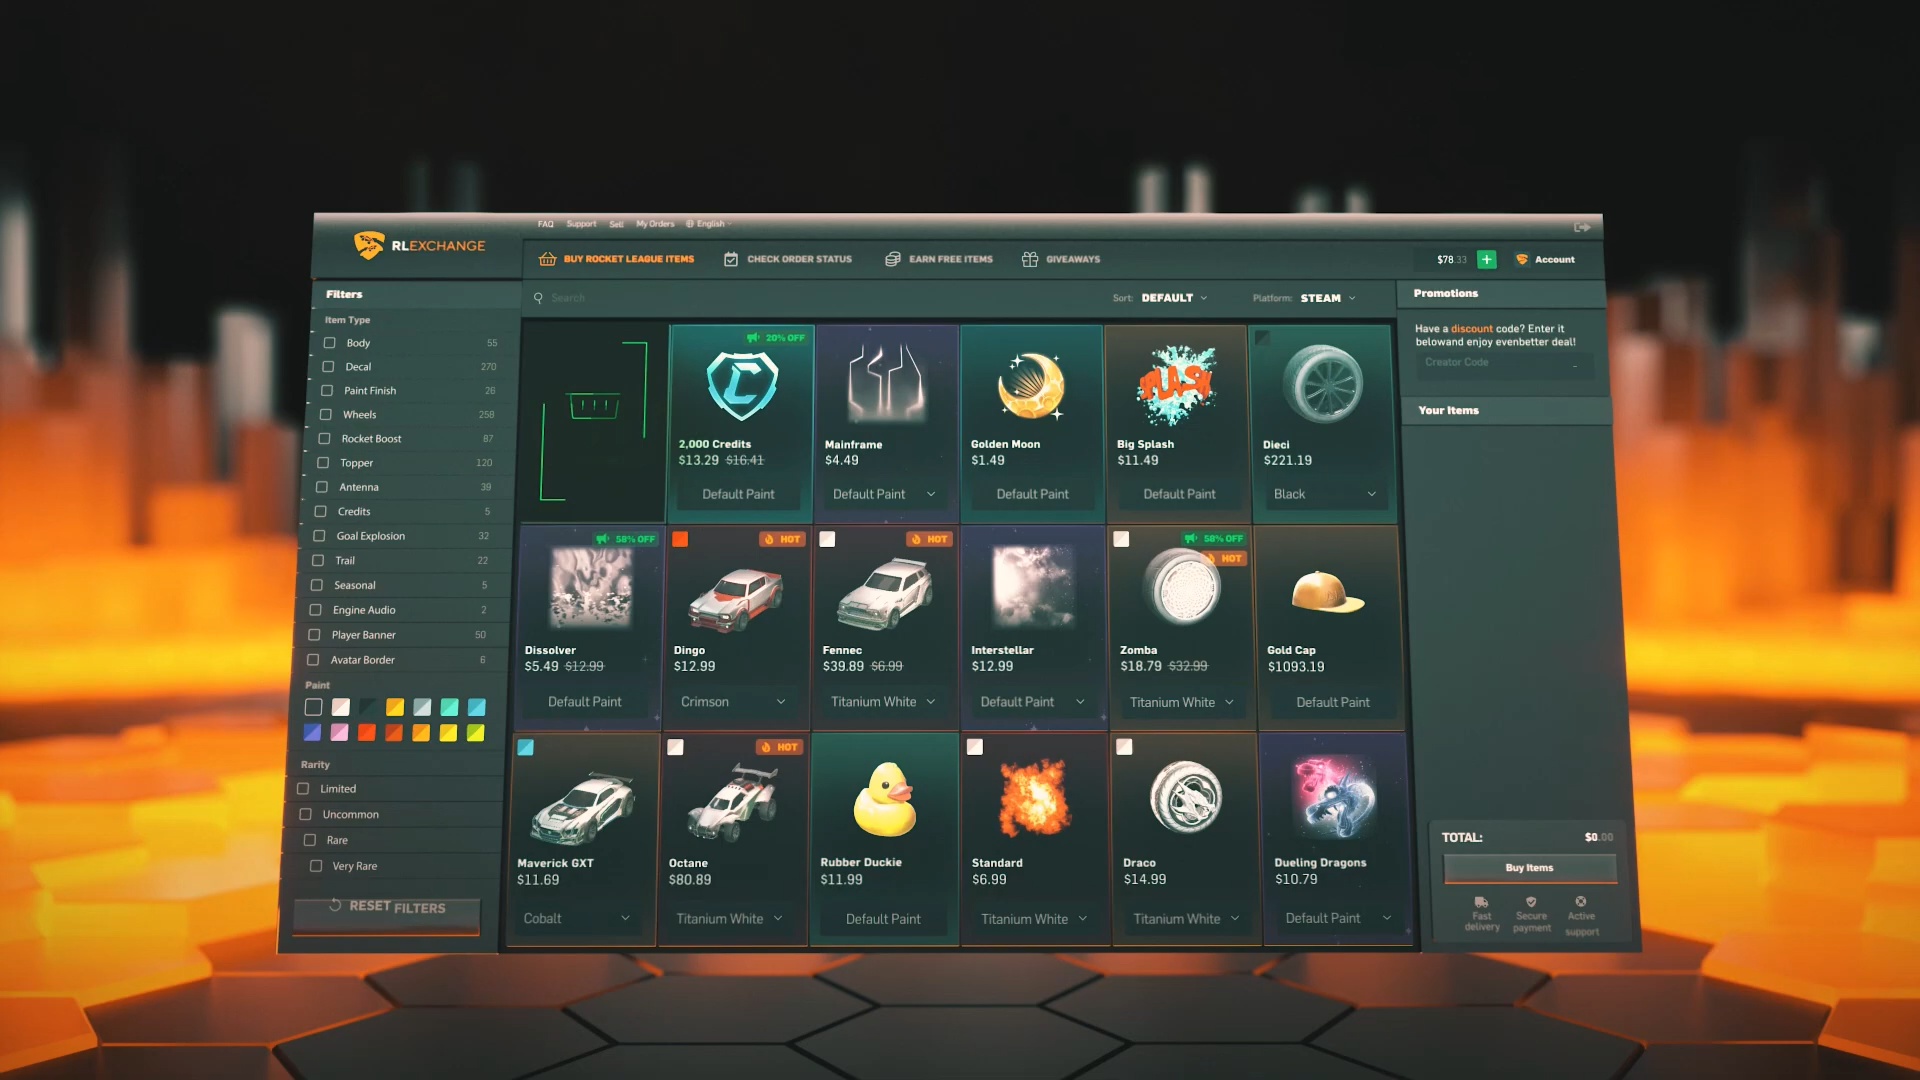 FAQ Support Sell My Orders English
RLEXCHANGE
BUY ROCKET LEAGUE ITEMS CHECK ORDER STATUS EARN FREE ITEMS GIVEAWAYS
$78.33 + Account
Filters
Search
Sort: DEFAULT Platform: STEAM
Promotions
Have a discount code? Enter it
belowand enjoy evenbetter deal!
Creator Code
Your Items
Item Type
Body 55
Decal 270
Paint Finish 26
Wheels 258
Rocket Boost 87
Topper 120
Antenna 39
Credits 5
Goal Explosion 32
Trail 22
Seasonal 5
Engine Audio 2
Player Banner 50
Avatar Border 6
Paint
Rarity
Limited
Uncommon
Rare
Very Rare
RESET FILTERS
20% OFF
C
2,000 Credits
$13.29 $16.41
Default Paint
Mainframe
$4.49
Default Paint
Golden Moon
$1.49
Default Paint
SPLASH
Big Splash
$11.49
Default Paint
Dieci
$221.19
Black
58% OFF
Dissolver
$5.49 $12.99
Default Paint
HOT
Dingo
$12.99
Crimson
HOT
Fennec
$39.89 $6.99
Titanium White
Interstellar
$12.99
Default Paint
58% OFF
HOT
Zomba
$18.79 $32.99
Titanium White
Gold Cap
$1093.19
Default Paint
Maverick GXT
$11.69
Cobalt
HOT
Octane
$80.89
Titanium White
Rubber Duckie
$11.99
Default Paint
Standard
$6.99
Titanium White
Draco
$14.99
Titanium White
Dueling Dragons
$10.79
Default Paint
TOTAL: $0.00
Buy Items
Fast
delivery
Secure
payment
Active
support